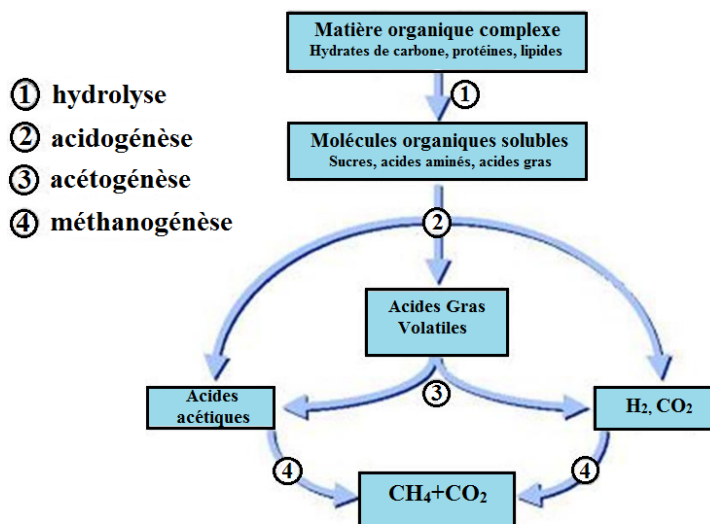 Matière organique complexe
Hydrates de carbone, protéines, lipides
① hydrolyse
② acidogénèse
③ acétogénèse
④ méthanogénèse
①
Molécules organiques solubles
Sucres, acides aminés, acides gras
②
Acides Gras
Volatiles
③
Acides
acétiques
H₂, CO₂
④
④
CH₄+CO₂